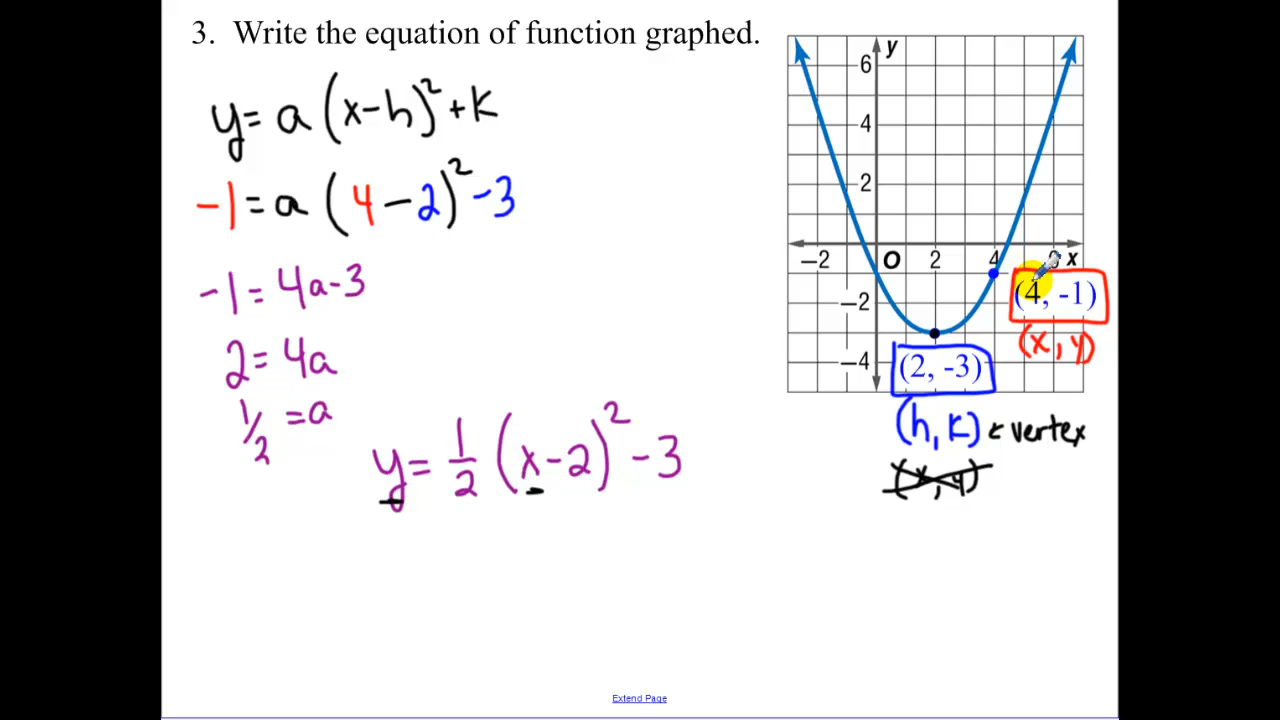 3. Write the equation of function graphed.
y = a(x-h)² + k
-1 = a(4-2)² -3
-1 = 4a-3
2 = 4a
1/2 = a
y = 1/2 (x-2)² -3
y
6
4
2
-2 O 2 4 6 x
-2
-4
(4, -1)
(x, y)
(2, -3)
(h, k) < vertex
(x, y)
Extend Page